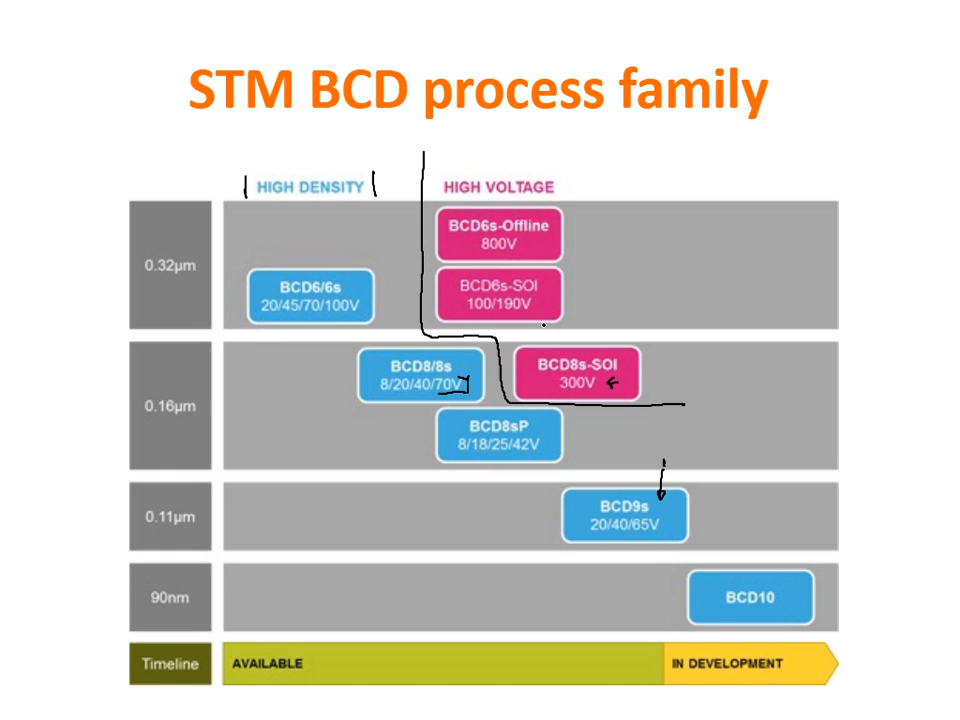 STM BCD process family
HIGH DENSITY
HIGH VOLTAGE
0.32µm
BCD6s-Offline
800V
BCD6/6s
20/45/70/100V
BCD6s-SOI
100/190V
0.16µm
BCD8/8s
8/20/40/70V
BCD8s-SOI
300V
BCD8sP
8/18/25/42V
0.11µm
BCD9s
20/40/65V
90nm
BCD10
Timeline
AVAILABLE
IN DEVELOPMENT